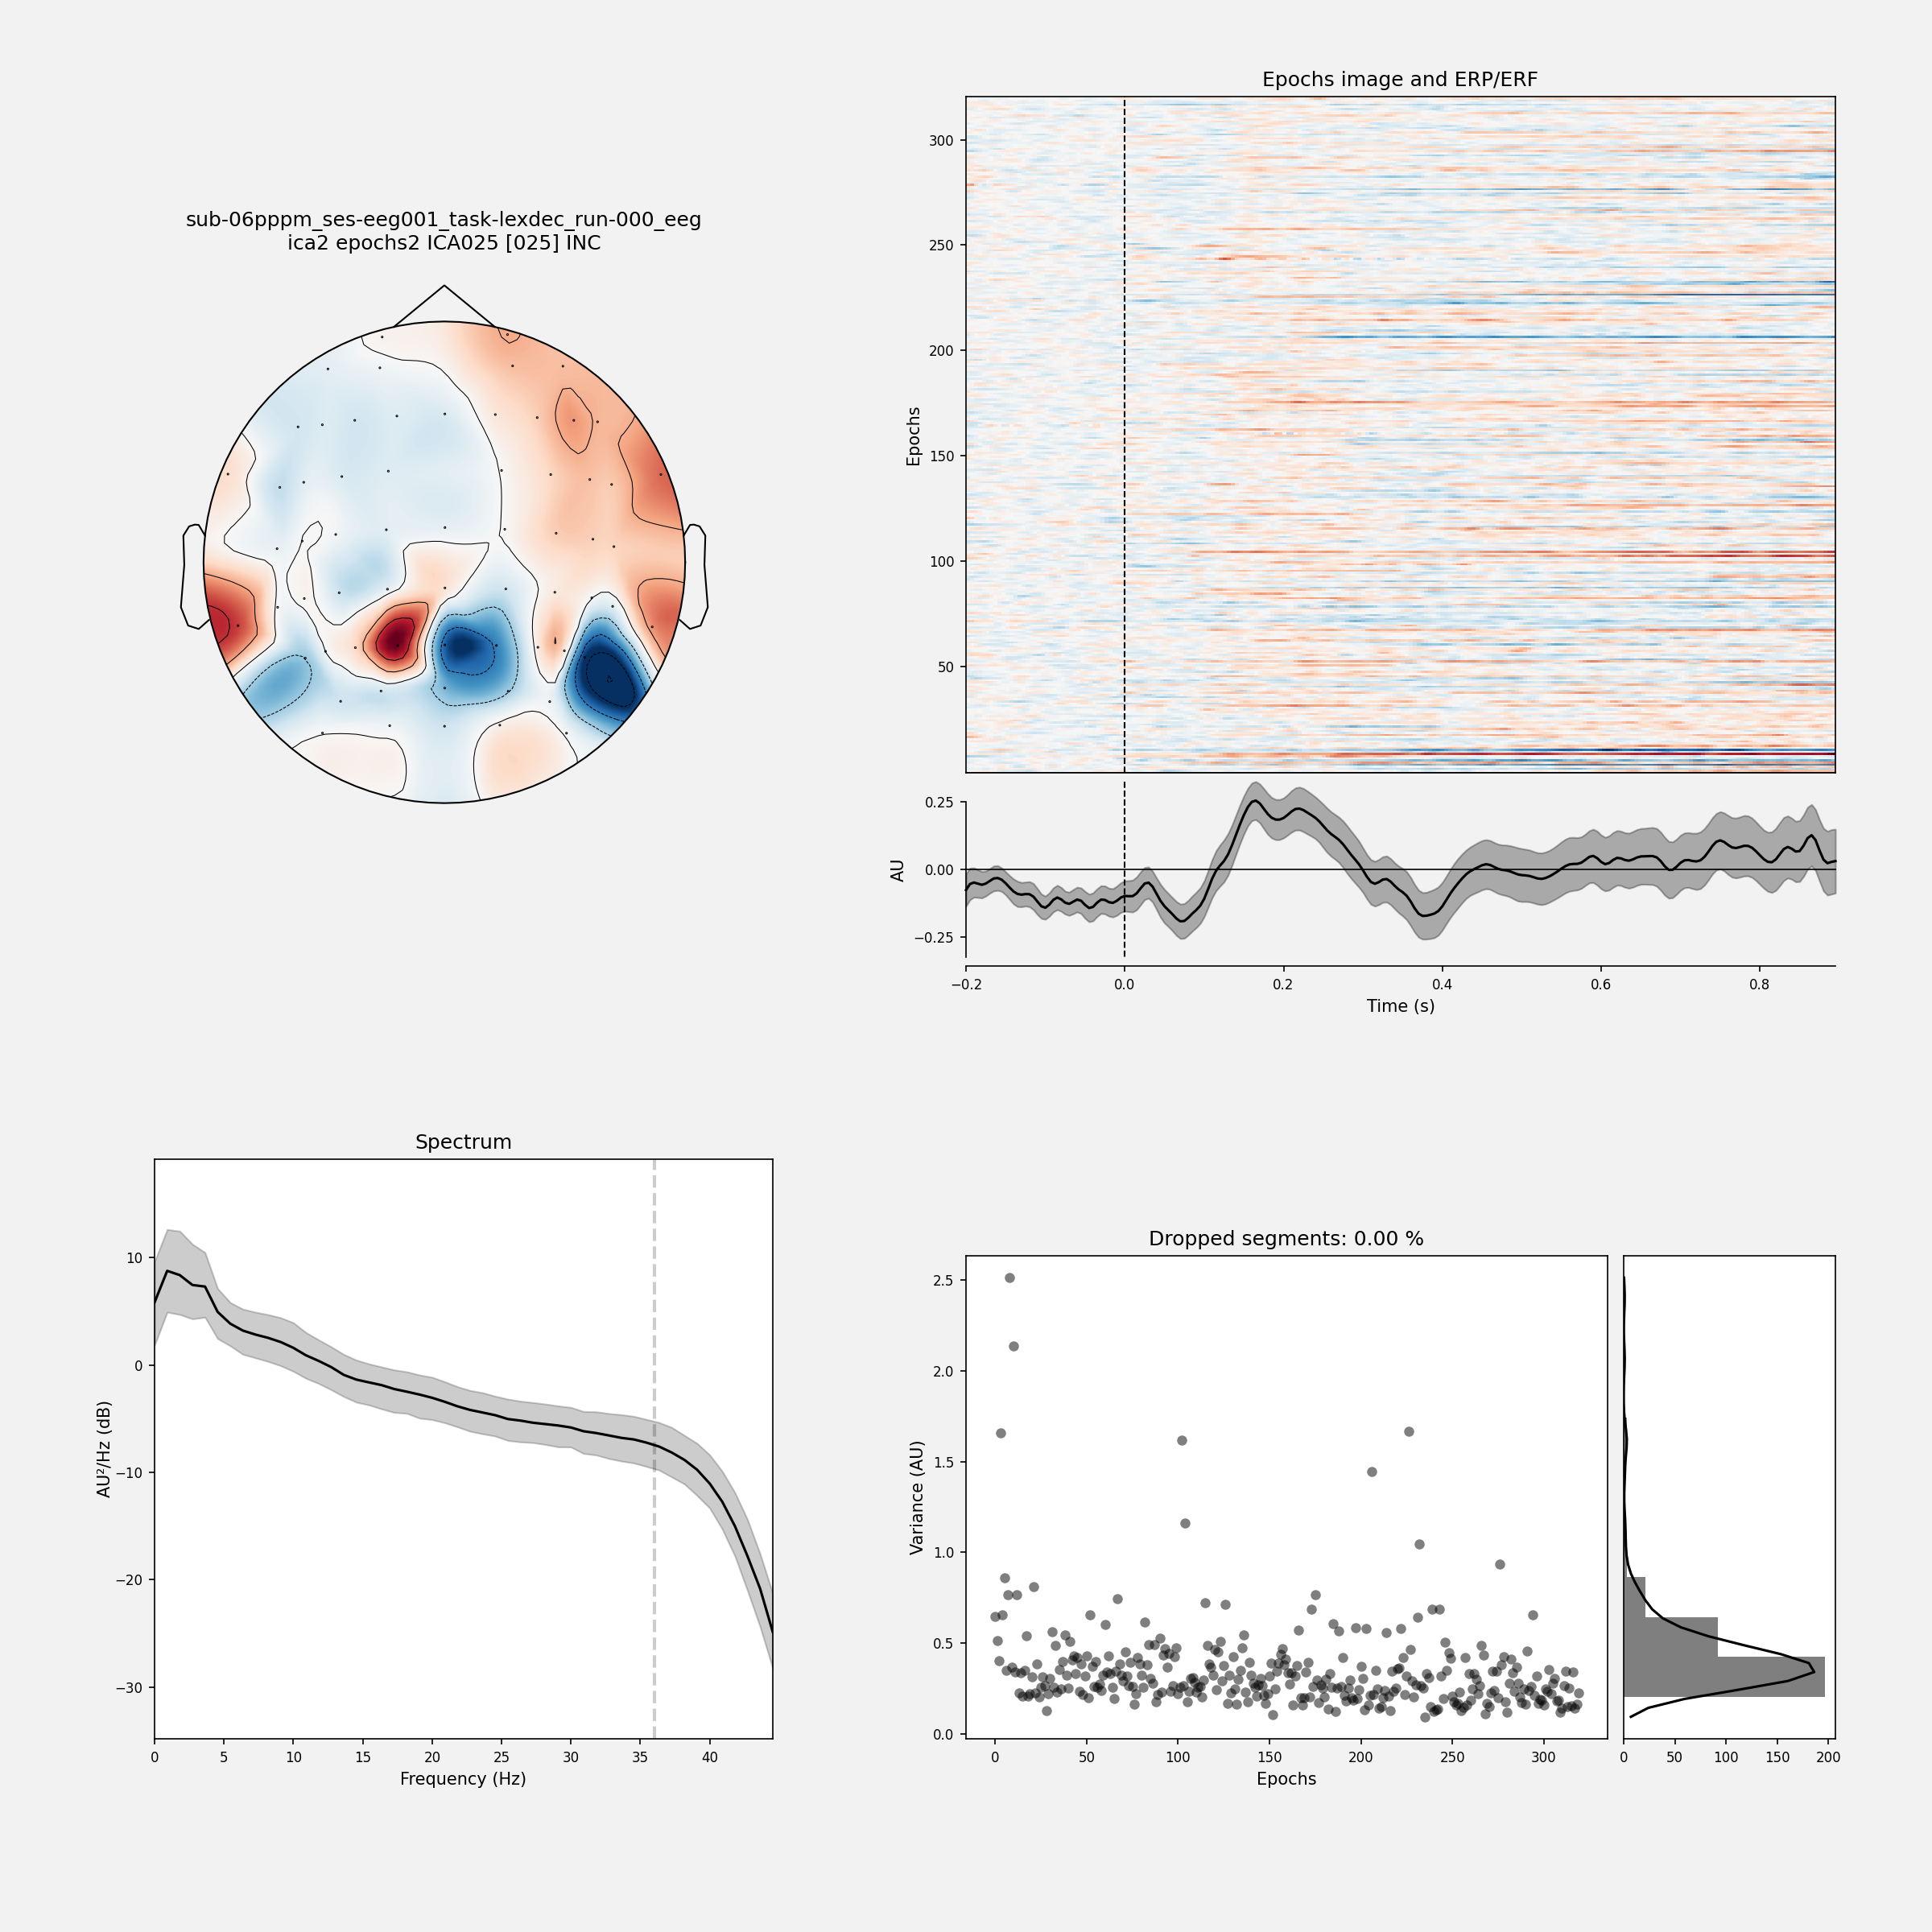 sub-06pppm_ses-eeg001_task-lexdec_run-000_eeg
ica2 epochs2 ICA025 [025] INC
Epochs image and ERP/ERF
300
250
200
150
100
50
Epochs
0.25
0.00
−0.25
AU
−0.2 0.0 0.2 0.4 0.6 0.8
Time (s)
Spectrum
10
0
−10
−20
−30
AU²/Hz (dB)
0 5 10 15 20 25 30 35 40
Frequency (Hz)
Dropped segments: 0.00 %
2.5
2.0
1.5
1.0
0.5
0.0
Variance (AU)
0 50 100 150 200 250 300
Epochs
0 50 100 150 200